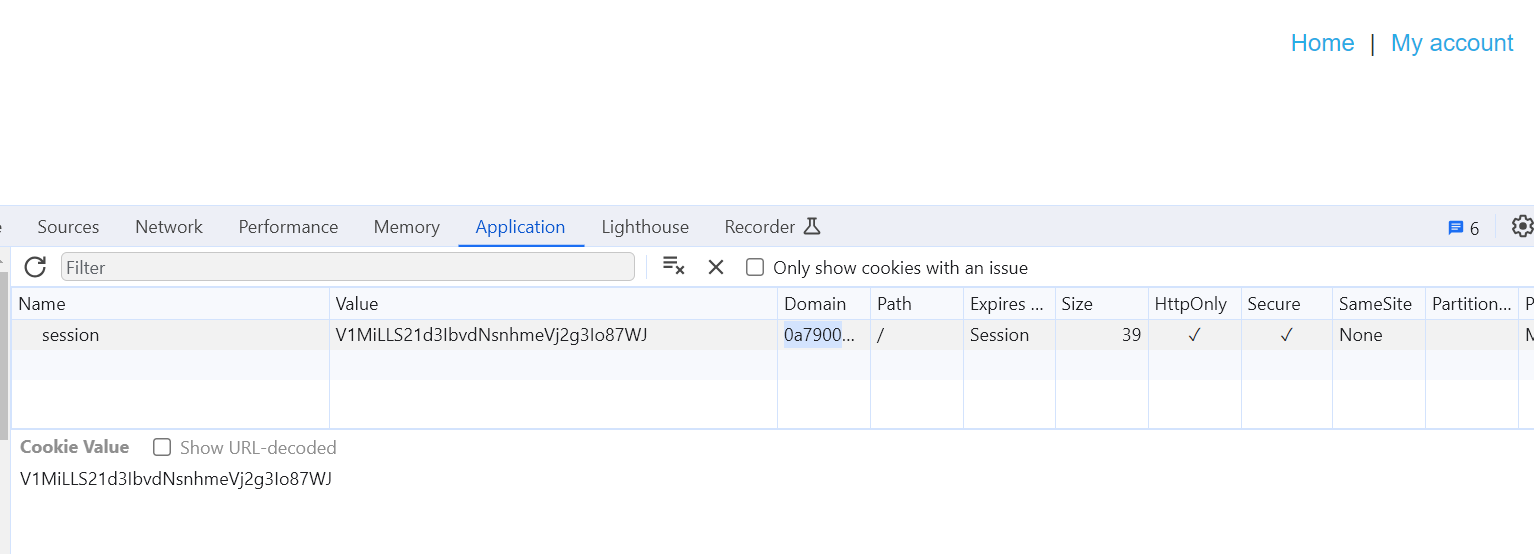 Home | My account
Sources Network Performance Memory Application Lighthouse Recorder 6
Filter Only show cookies with an issue
Name Value Domain Path Expires ... Size HttpOnly Secure SameSite Partition... P
session V1MiLLS21d3IbvdNsnhmeVj2g3Io87WJ 0a7900... / Session 39 ✓ ✓ None M
Cookie Value Show URL-decoded
V1MiLLS21d3IbvdNsnhmeVj2g3Io87WJ